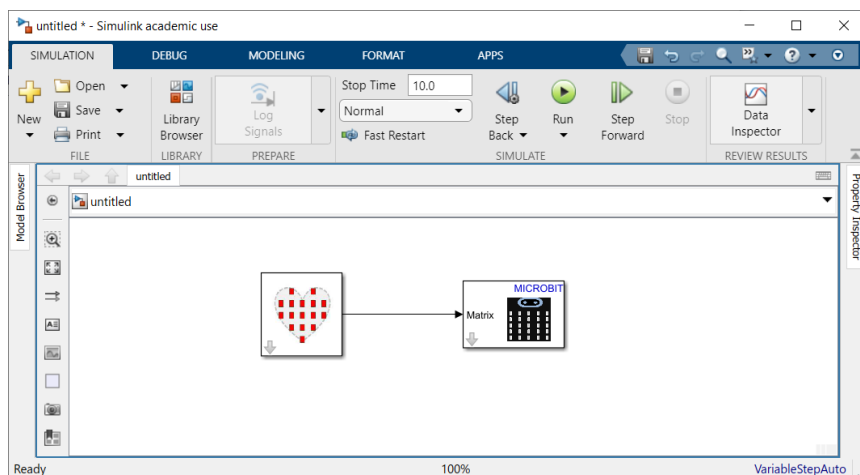 untitled * - Simulink academic use
SIMULATION DEBUG MODELING FORMAT APPS
New
Open
Save
Print
FILE
Library
Browser
LIBRARY
Log
Signals
PREPARE
Stop Time 10.0
Normal
Fast Restart
Step
Back
Run
Step
Forward
Stop
SIMULATE
Data
Inspector
REVIEW RESULTS
Model Browser
untitled
untitled
Property Inspector
MICROBIT
Matrix
Ready 100% VariableStepAuto